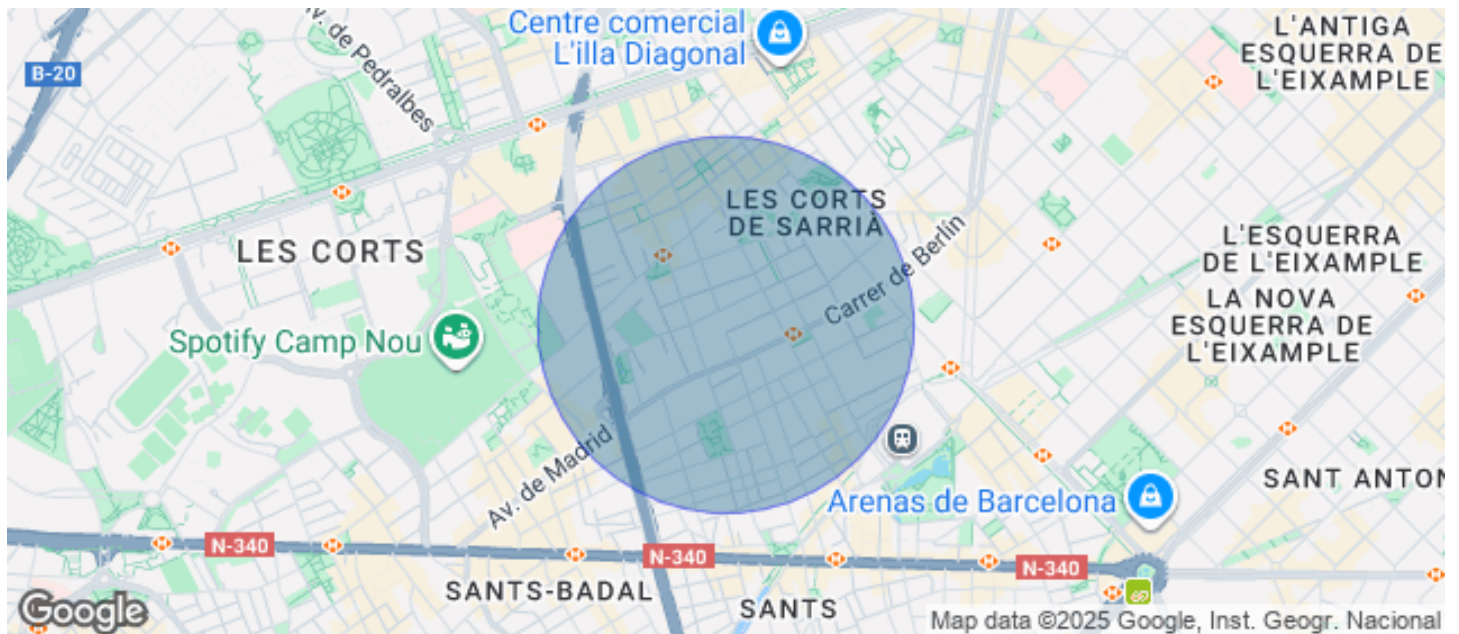 Centre comercial
L'illa Diagonal
L'ANTIGA
ESQUERRA DE
L'EIXAMPLE
B-20
Av. de Pedralbes
LES CORTS
DE SARRIÀ
LES CORTS
Carrer de Berlín
L'ESQUERRA
DE L'EIXAMPLE
LA NOVA
ESQUERRA DE
L'EIXAMPLE
Spotify Camp Nou
Av. de Madrid
SANT ANTON
Arenas de Barcelona
N-340
N-340
N-340
SANTS-BADAL
SANTS
Google
Map data ©2025 Google, Inst. Geogr. Nacional